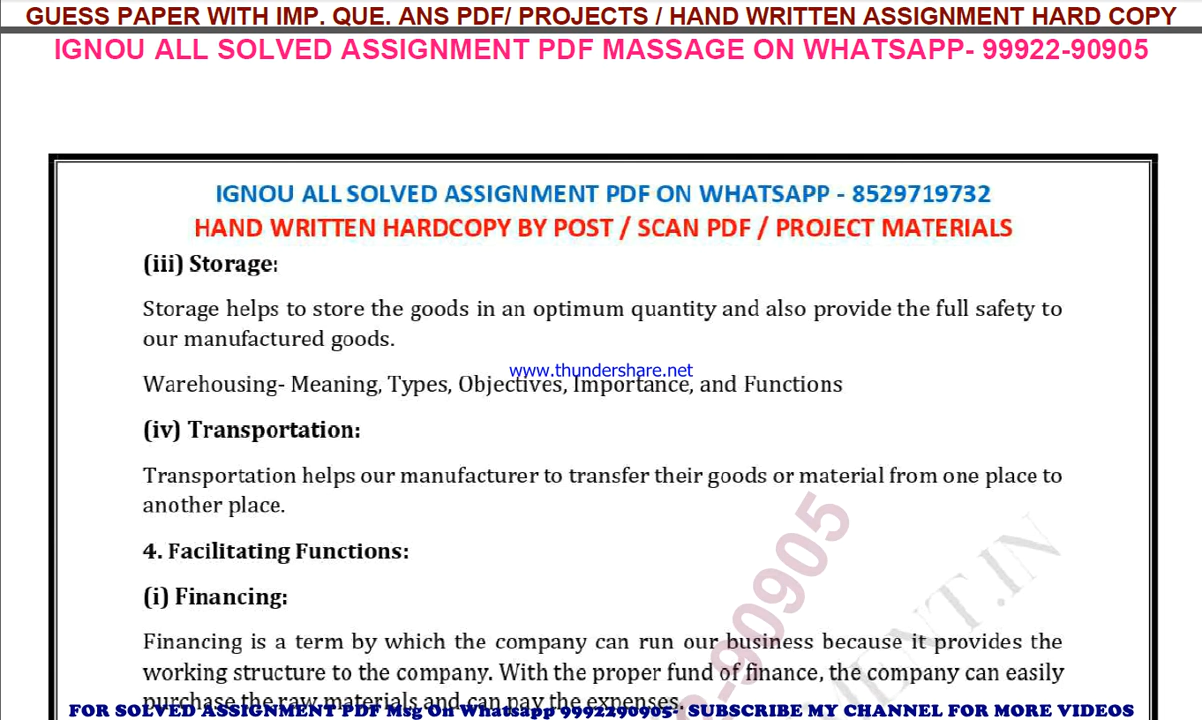 GUESS PAPER WITH IMP. QUE. ANS PDF/ PROJECTS / HAND WRITTEN ASSIGNMENT HARD COPY
IGNOU ALL SOLVED ASSIGNMENT PDF MASSAGE ON WHATSAPP- 99922-90905
IGNOU ALL SOLVED ASSIGNMENT PDF ON WHATSAPP - 8529719732
HAND WRITTEN HARDCOPY BY POST / SCAN PDF / PROJECT MATERIALS
(iii) Storage:
Storage helps to store the goods in an optimum quantity and also provide the full safety to
our manufactured goods.
www.thundershare.net
Warehousing- Meaning, Types, Objectives, Importance, and Functions
(iv) Transportation:
Transportation helps our manufacturer to transfer their goods or material from one place to
another place.
4. Facilitating Functions:
(i) Financing:
Financing is a term by which the company can run our business because it provides the
working structure to the company. With the proper fund of finance, the company can easily
purchase the raw materials and can pay the expenses.
FOR SOLVED ASSIGNMENT PDF Msg On Whatsapp 9992290905- SUBSCRIBE MY CHANNEL FOR MORE VIDEOS
-90905
MENT.IN